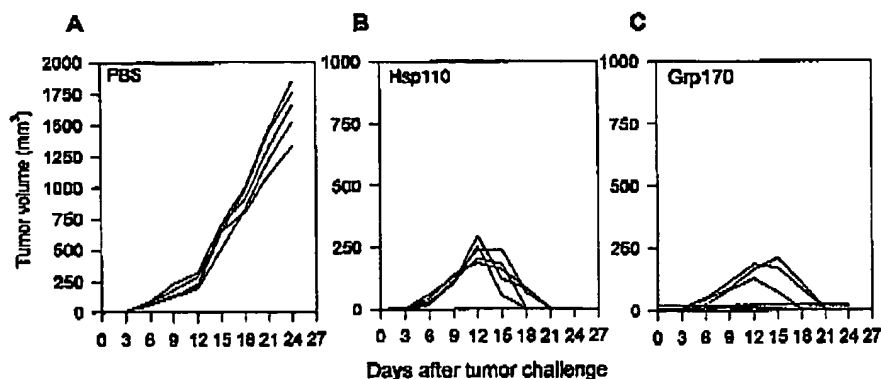 A B C
2000 1000 1000
PBS Hsp110 Grp170
1750
1500 750 750
1250
1000 500 500
750
500 250 250
250
0 0 0
0 3 6 9 12 15 18 21 24 27 0 3 6 9 12 15 18 21 24 27 0 3 6 9 12 15 18 21 24 27
Tumor volume (mm³)
Days after tumor challenge